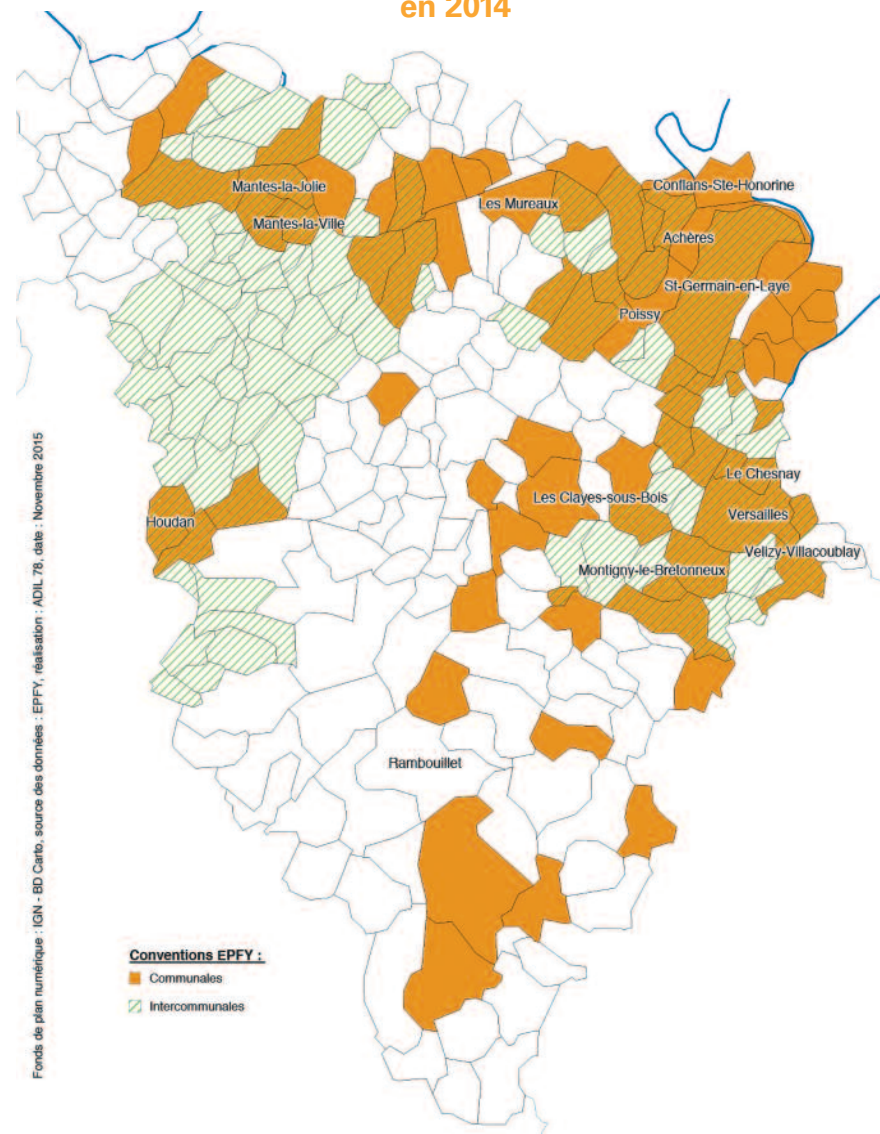 en 2014
Conflans-Ste-Honorine
Mantes-la-Jolie
Les Mureaux
Mantes-la-Ville
Achères
St-Germain-en-Laye
Poissy
Le Chesnay
Les Clayes-sous-Bois
Versailles
Houdan
Velizy-Villacoublay
Montigny-le-Bretonneux
Rambouillet
Conventions EPFY :
Communales
Intercommunales
Fonds de plan numérique : IGN - BD Carto, source des données : EPFY, réalisation : ADIL 78, date : Novembre 2015